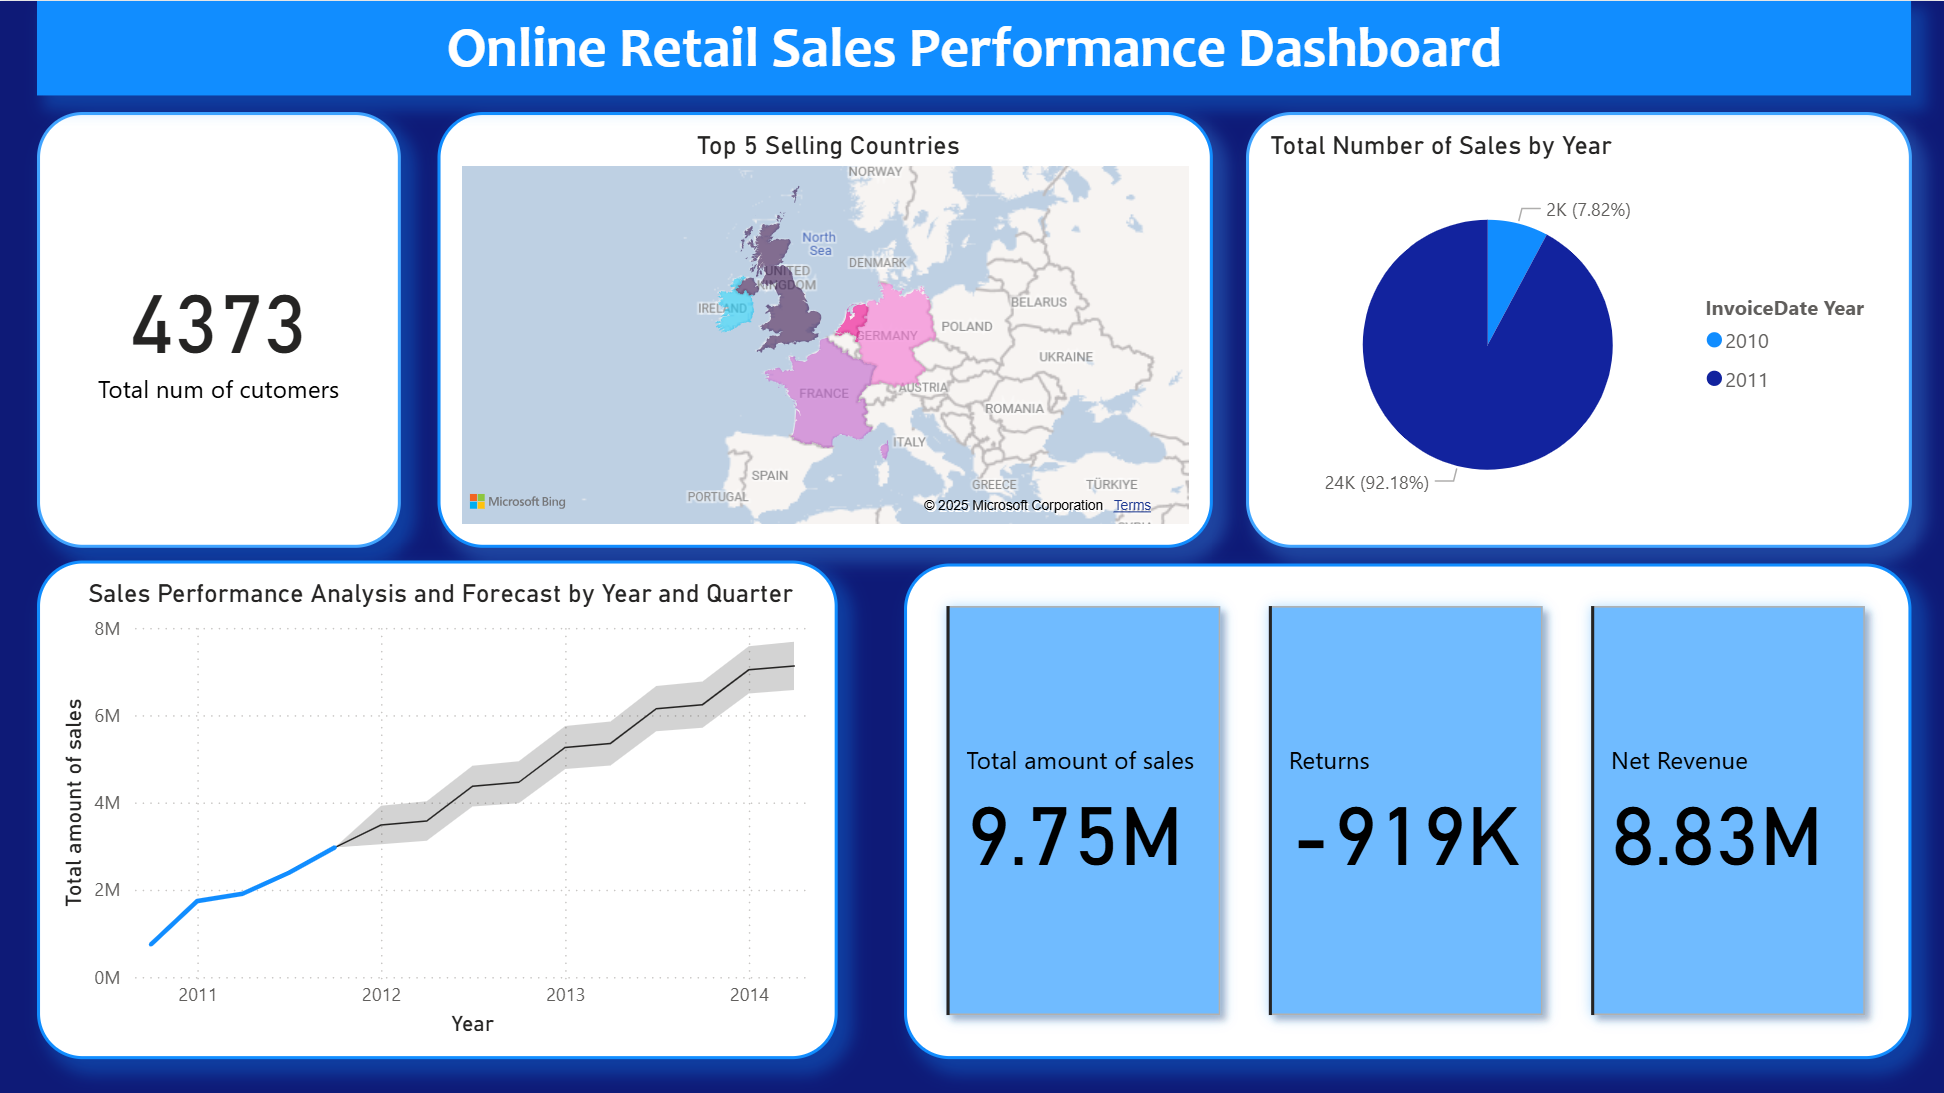 Online Retail Sales Performance Dashboard
4373
Total num of cutomers
Top 5 Selling Countries
NORWAY
North
Sea
UNITED
KINGDOM
DENMARK
IRELAND
BELARUS
POLAND
GERMANY
UKRAINE
AUSTRIA
FRANCE
ROMANIA
ITALY
SPAIN
PORTUGAL
GREECE
TÜRKIYE
Microsoft Bing
© 2025 Microsoft Corporation Terms
Total Number of Sales by Year
2K (7.82%)
24K (92.18%)
InvoiceDate Year
2010
2011
Sales Performance Analysis and Forecast by Year and Quarter
Total amount of sales
8M
6M
4M
2M
0M
2011 2012 2013 2014
Year
Total amount of sales
9.75M
Returns
-919K
Net Revenue
8.83M